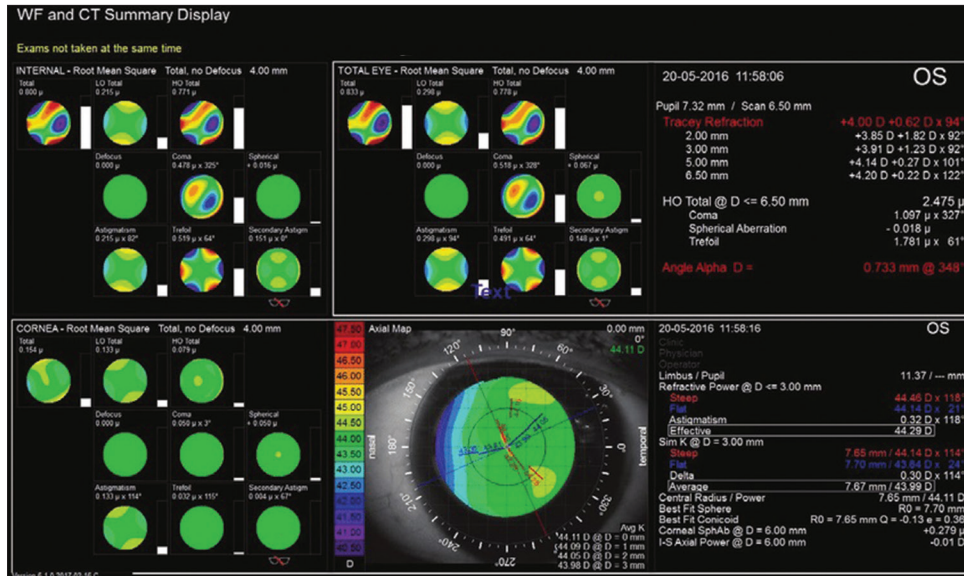 WF and CT Summary Display
Exams not taken at the same time
INTERNAL - Root Mean Square Total, no Defocus 4.00 mm
Total
0.800 µ
LO Total
0.215 µ
HO Total
0.771 µ
Defocus
0.000 µ
Coma
0.478 µ x 325°
Spherical
+ 0.016 µ
Astigmatism
0.215 µ x 82°
Trefoil
0.519 µ x 64°
Secondary Astigm
0.151 µ x 0°
TOTAL EYE - Root Mean Square Total, no Defocus 4.00 mm
Total
0.833 µ
LO Total
0.298 µ
HO Total
0.778 µ
Defocus
0.000 µ
Coma
0.518 µ x 328°
Spherical
+ 0.067 µ
Astigmatism
0.298 µ x 94°
Trefoil
0.491 µ x 64°
Secondary Astigm
0.148 µ x 1°
Text
20-05-2016 11:58:06 OS
Pupil 7.32 mm / Scan 6.50 mm
Tracey Refraction +4.00 D +0.62 D x 94°
2.00 mm +3.85 D +1.82 D x 92°
3.00 mm +3.91 D +1.23 D x 92°
5.00 mm +4.14 D +0.27 D x 101°
6.50 mm +4.20 D +0.22 D x 122°
HO Total @ D <= 6.50 mm 2.475 µ
Coma 1.097 µ x 327°
Spherical Aberration - 0.018 µ
Trefoil 1.781 µ x 61°
Angle Alpha D = 0.733 mm @ 348°
CORNEA - Root Mean Square Total, no Defocus 4.00 mm
Total
0.154 µ
LO Total
0.133 µ
HO Total
0.079 µ
Defocus
0.000 µ
Coma
0.050 µ x 3°
Spherical
+ 0.050 µ
Astigmatism
0.133 µ x 114°
Trefoil
0.032 µ x 115°
Secondary Astigm
0.004 µ x 67°
47.50
47.00
46.50
46.00
45.50
45.00
44.50
44.00
43.50
43.00
42.50
42.00
41.50
41.00
40.50
D
Axial Map
0.00 mm
0°
44.11 D
90°
120°
60°
150°
30°
nasal
180°
0°
temporal
210°
330°
240°
300°
270°
Avg K
44.11 D @ D = 0 mm
44.09 D @ D = 1 mm
44.05 D @ D = 2 mm
43.98 D @ D = 3 mm
20-05-2016 11:58:16 OS
Clinic
Physician
Operator
Limbus / Pupil 11.37 / --- mm
Refractive Power @ D <= 3.00 mm
Steep 44.46 D x 118°
Flat 44.14 D x 21°
Astigmatism 0.32 D x 118°
Effective 44.29 D
Sim K @ D = 3.00 mm
Steep 7.65 mm / 44.14 D x 114°
Flat 7.70 mm / 43.84 D x 24°
Delta 0.30 D x 114°
Average 7.67 mm / 43.99 D
Central Radius / Power 7.65 mm / 44.11 D
Best Fit Sphere R0 = 7.70 mm
Best Fit Conicoid R0 = 7.65 mm Q = -0.13 e = 0.36
Corneal SphAb @ D = 6.00 mm +0.279 µ
I-S Axial Power @ D = 6.00 mm -0.01 D